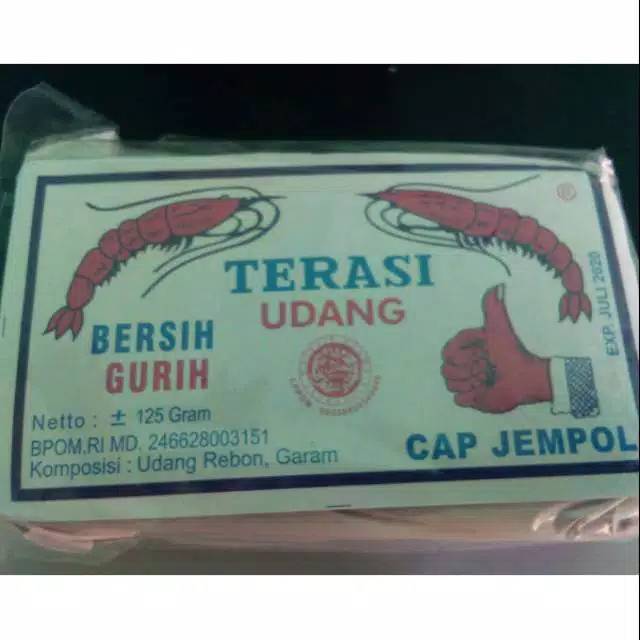 ®
TERASI
UDANG
BERSIH
GURIH
EXP. JULI 2020
Netto : ± 125 Gram
BPOM,RI MD. 246628003151
Komposisi : Udang Rebon, Garam
CAP JEMPOL